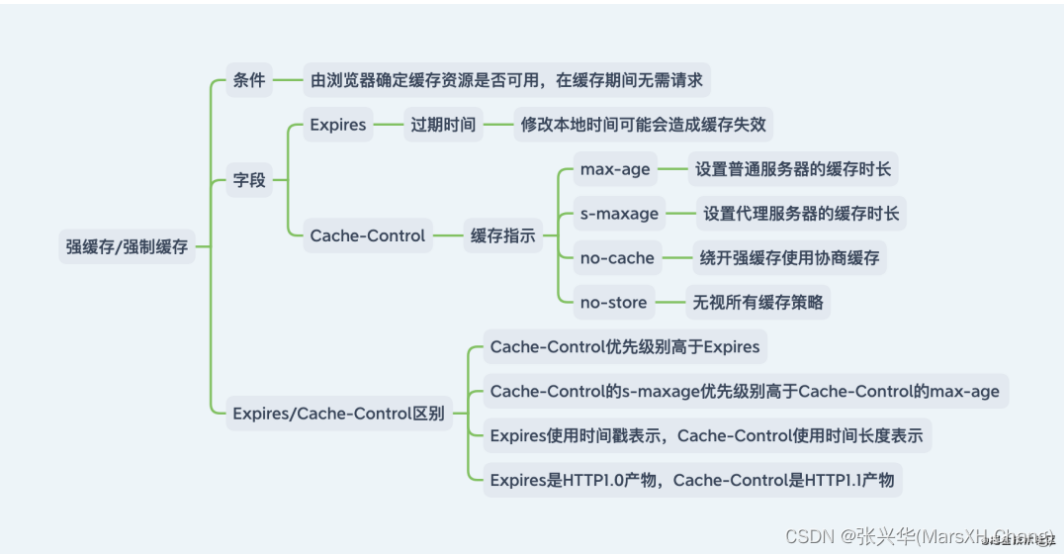 条件
由浏览器确定缓存资源是否可用，在缓存期间无需请求
Expires
过期时间
修改本地时间可能会造成缓存失效
字段
max-age
设置普通服务器的缓存时长
s-maxage
设置代理服务器的缓存时长
Cache-Control
缓存指示
强缓存/强制缓存
no-cache
绕开强缓存使用协商缓存
no-store
无视所有缓存策略
Cache-Control优先级别高于Expires
Cache-Control的s-maxage优先级别高于Cache-Control的max-age
Expires/Cache-Control区别
Expires使用时间戳表示，Cache-Control使用时间长度表示
Expires是HTTP1.0产物，Cache-Control是HTTP1.1产物
CSDN @张兴华(MarsXH.Chang)